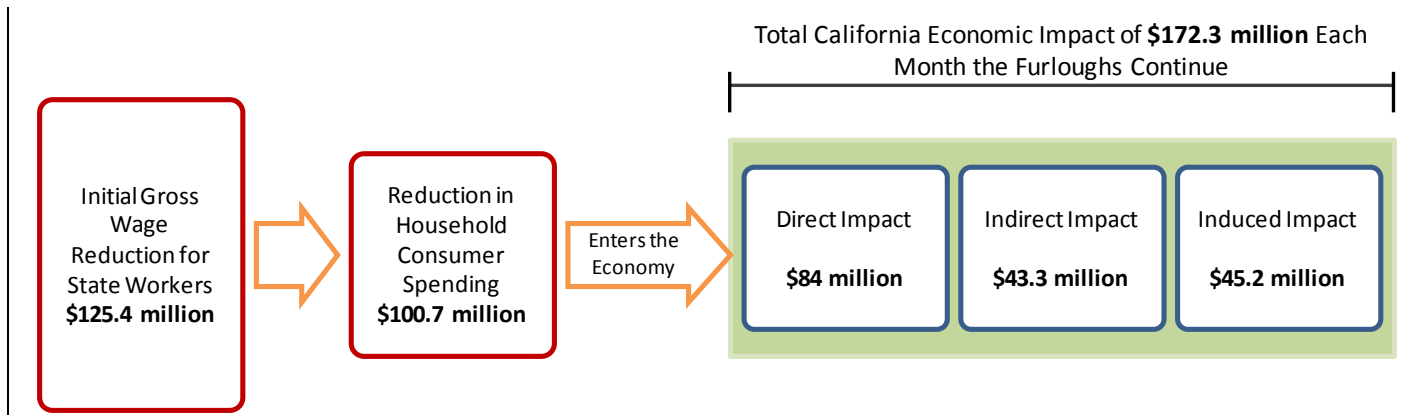 Total California Economic Impact of $172.3 million Each
Month the Furloughs Continue
Initial Gross
Wage
Reduction for
State Workers
$125.4 million
Reduction in
Household
Consumer
Spending
$100.7 million
Enters the
Economy
Direct Impact
$84 million
Indirect Impact
$43.3 million
Induced Impact
$45.2 million